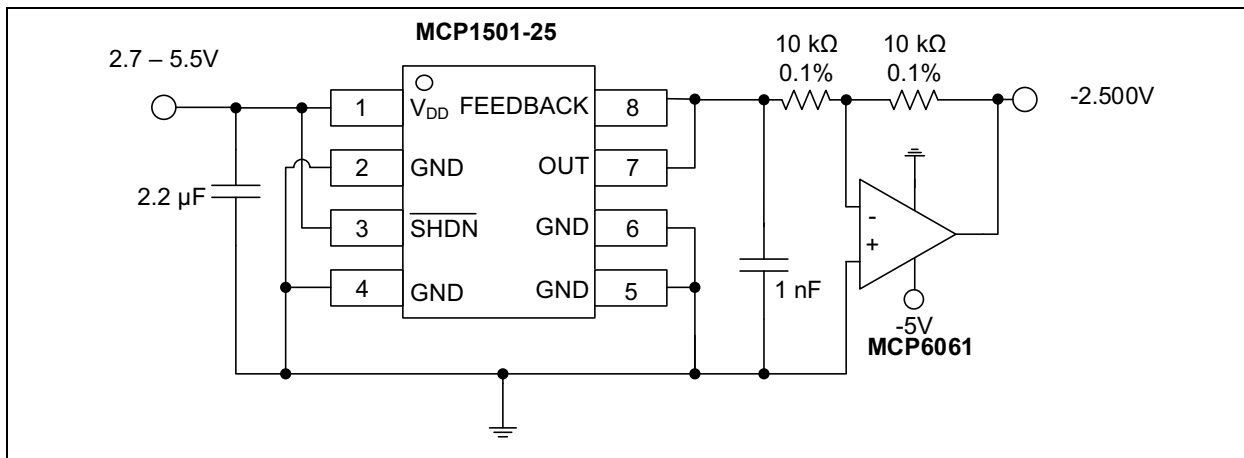 MCP1501-25
2.7 – 5.5V
10 kΩ
0.1%
10 kΩ
0.1%
-2.500V
1
VDD
FEEDBACK
8
2
GND
OUT
7
2.2 µF
3
SHDN
GND
6
4
GND
GND
5
1 nF
-
+
-5V
MCP6061